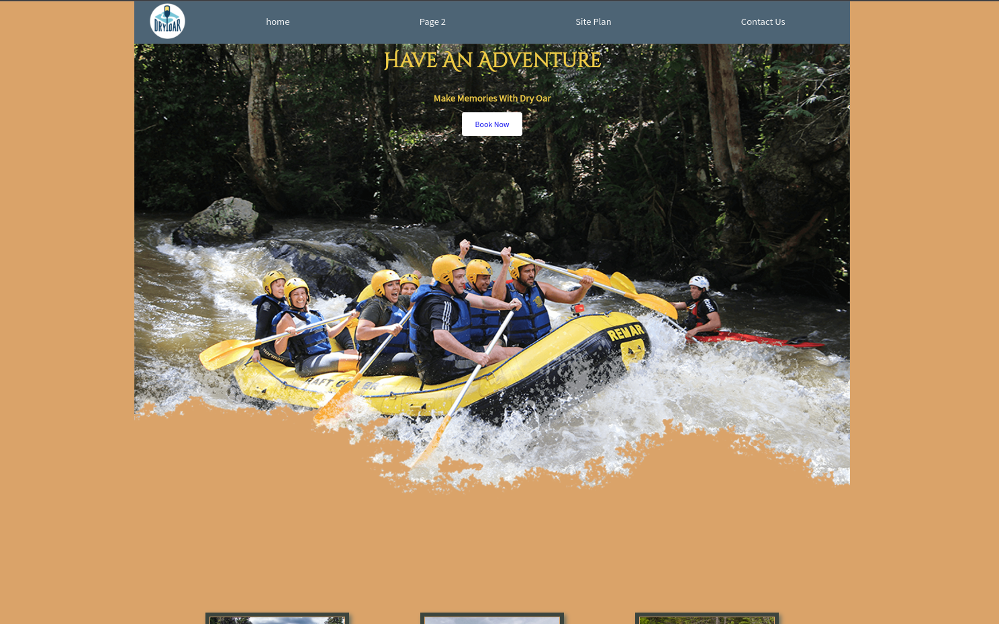 DRY OAR
home
Page 2
Site Plan
Contact Us
Have An Adventure
Make Memories With Dry Oar
Book Now
REMAR